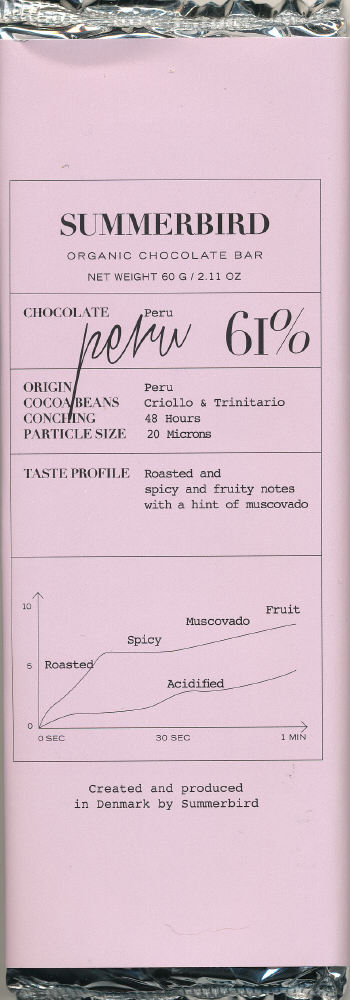 SUMMERBIRD
ORGANIC CHOCOLATE BAR
NET WEIGHT 60 G / 2.11 OZ
CHOCOLATE Peru
peru 61%
ORIGIN Peru
COCOA BEANS Criollo & Trinitario
CONCHING 48 Hours
PARTICLE SIZE 20 Microns
TASTE PROFILE Roasted and
spicy and fruity notes
with a hint of muscovado
10
Fruit
Muscovado
Spicy
5
Roasted
Acidified
0
0 SEC 30 SEC 1 MIN
Created and produced
in Denmark by Summerbird